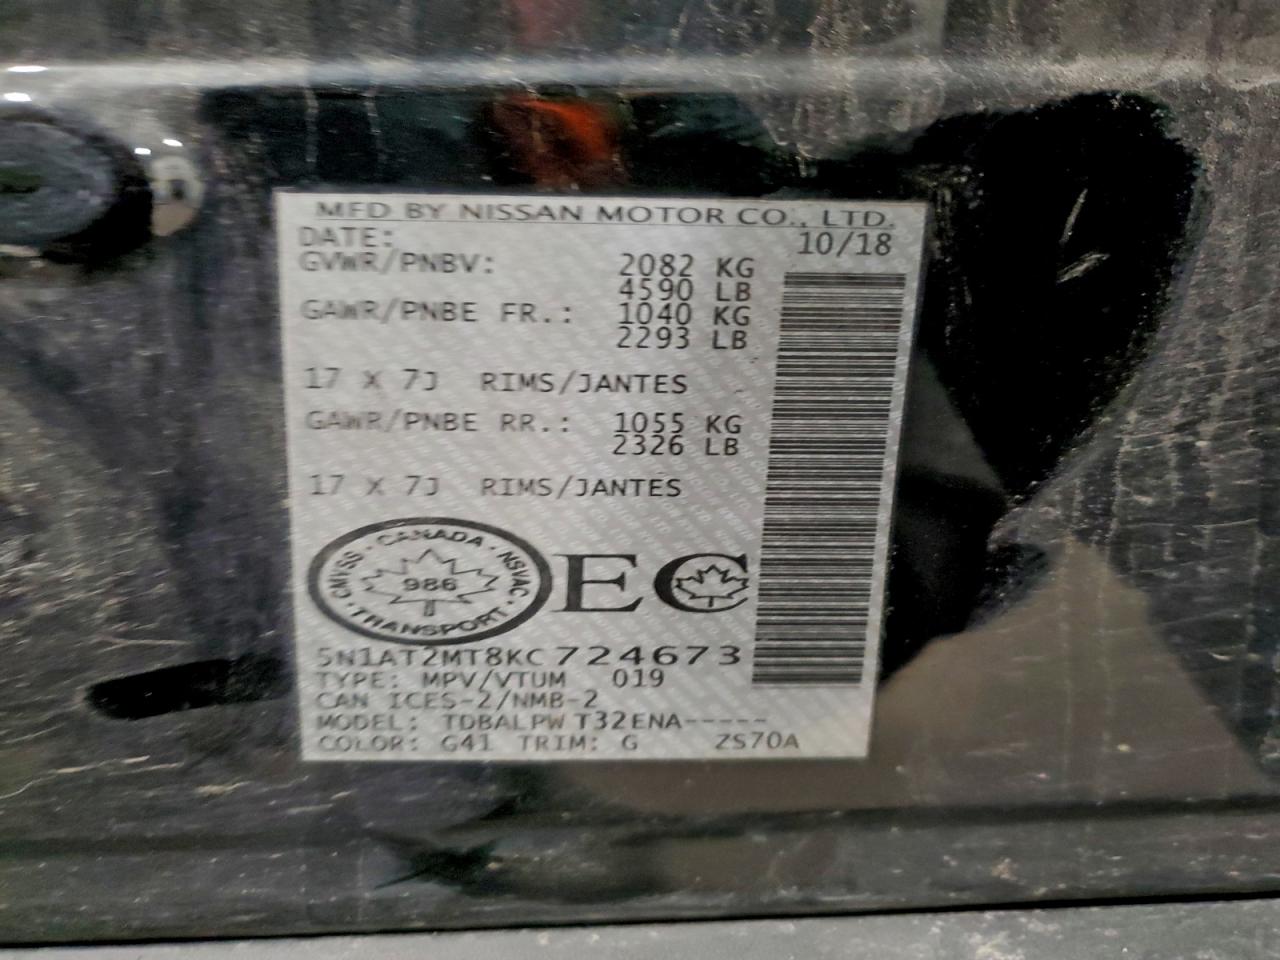 MFD BY NISSAN MOTOR CO., LTD.
DATE: 10/18
GVWR/PNBV: 2082 KG
4590 LB
GAWR/PNBE FR.: 1040 KG
2293 LB
17 X 7J RIMS/JANTES
GAWR/PNBE RR.: 1055 KG
2326 LB
17 X 7J RIMS/JANTES
CMVSS · CANADA · NSVAC · TRANSPORT ·
986
EC
5N1AT2MT8KC724673
TYPE: MPV/VTUM 019
CAN ICES-2/NMB-2
MODEL: TDBALPW T32ENA-----
COLOR: G41 TRIM: G ZS70A